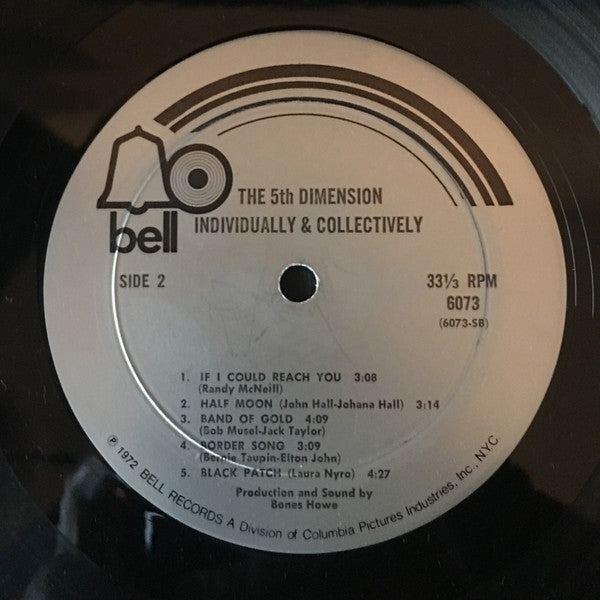 bell
THE 5th DIMENSION
INDIVIDUALLY & COLLECTIVELY
SIDE 2
33⅓ RPM
6073
(6073-SB)
1. IF I COULD REACH YOU 3:08
(Randy McNeill)
2. HALF MOON (John Hall-Johana Hall) 3:14
3. BAND OF GOLD 4:09
(Bob Musel-Jack Taylor)
4. BORDER SONG 3:09
(Bernie Taupin-Elton John)
5. BLACK PATCH (Laura Nyro) 4:27
Production and Sound by
Bones Howe
℗ 1972 BELL RECORDS A Division of Columbia Pictures Industries, Inc., N.Y.C.